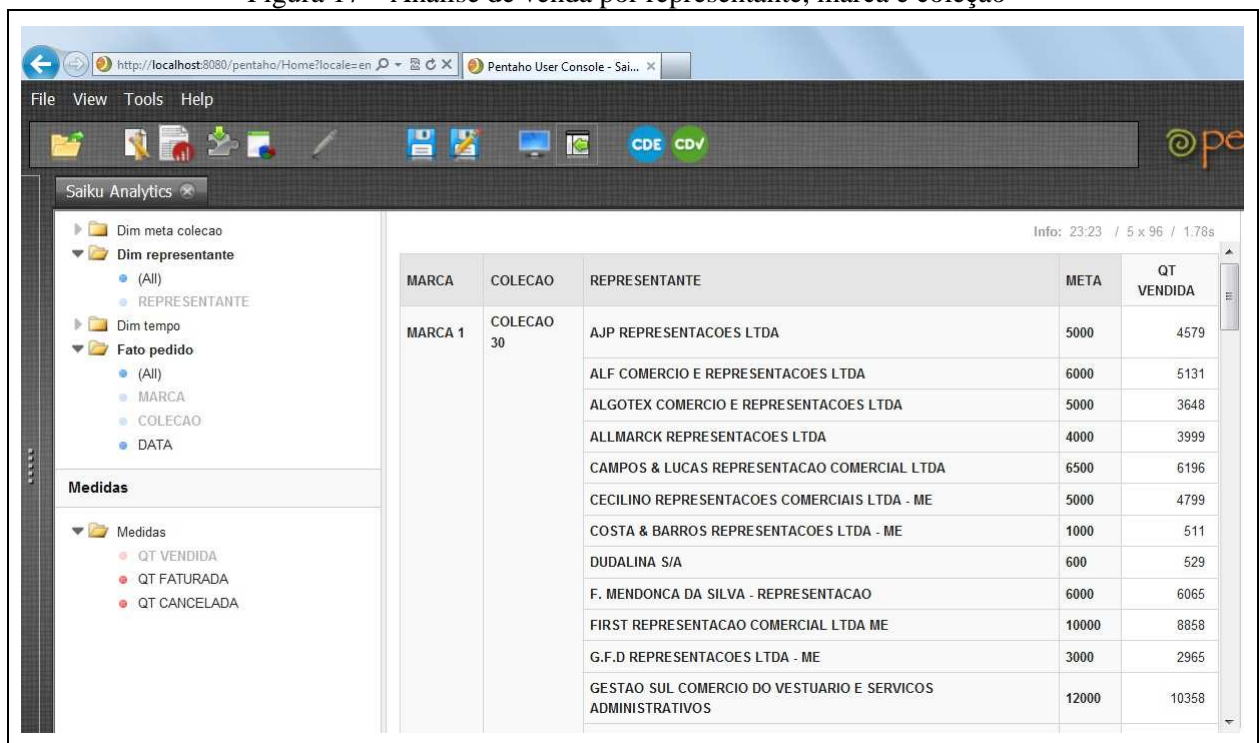 Figura 17 – Análise de venda por representante, marca e coleção
http://localhost:8080/pentaho/Home?locale=en
Pentaho User Console - Sai...
File View Tools Help
CDE CDV
Saiku Analytics
Dim meta colecao
Dim representante
(All)
REPRESENTANTE
Dim tempo
Fato pedido
(All)
MARCA
COLECAO
DATA
Medidas
Medidas
QT VENDIDA
QT FATURADA
QT CANCELADA
Info: 23:23 / 5 x 96 / 1.78s
MARCA COLECAO REPRESENTANTE META QT VENDIDA
MARCA 1 COLECAO 30 AJP REPRESENTACOES LTDA 5000 4579
ALF COMERCIO E REPRESENTACOES LTDA 6000 5131
ALGOTEX COMERCIO E REPRESENTACOES LTDA 5000 3648
ALLMARCK REPRESENTACOES LTDA 4000 3999
CAMPOS & LUCAS REPRESENTACAO COMERCIAL LTDA 6500 6196
CECILINO REPRESENTACOES COMERCIAIS LTDA - ME 5000 4799
COSTA & BARROS REPRESENTACOES LTDA - ME 1000 511
DUDALINA S/A 600 529
F. MENDONCA DA SILVA - REPRESENTACAO 6000 6065
FIRST REPRESENTACAO COMERCIAL LTDA ME 10000 8858
G.F.D REPRESENTACOES LTDA - ME 3000 2965
GESTAO SUL COMERCIO DO VESTUARIO E SERVICOS ADMINISTRATIVOS 12000 10358